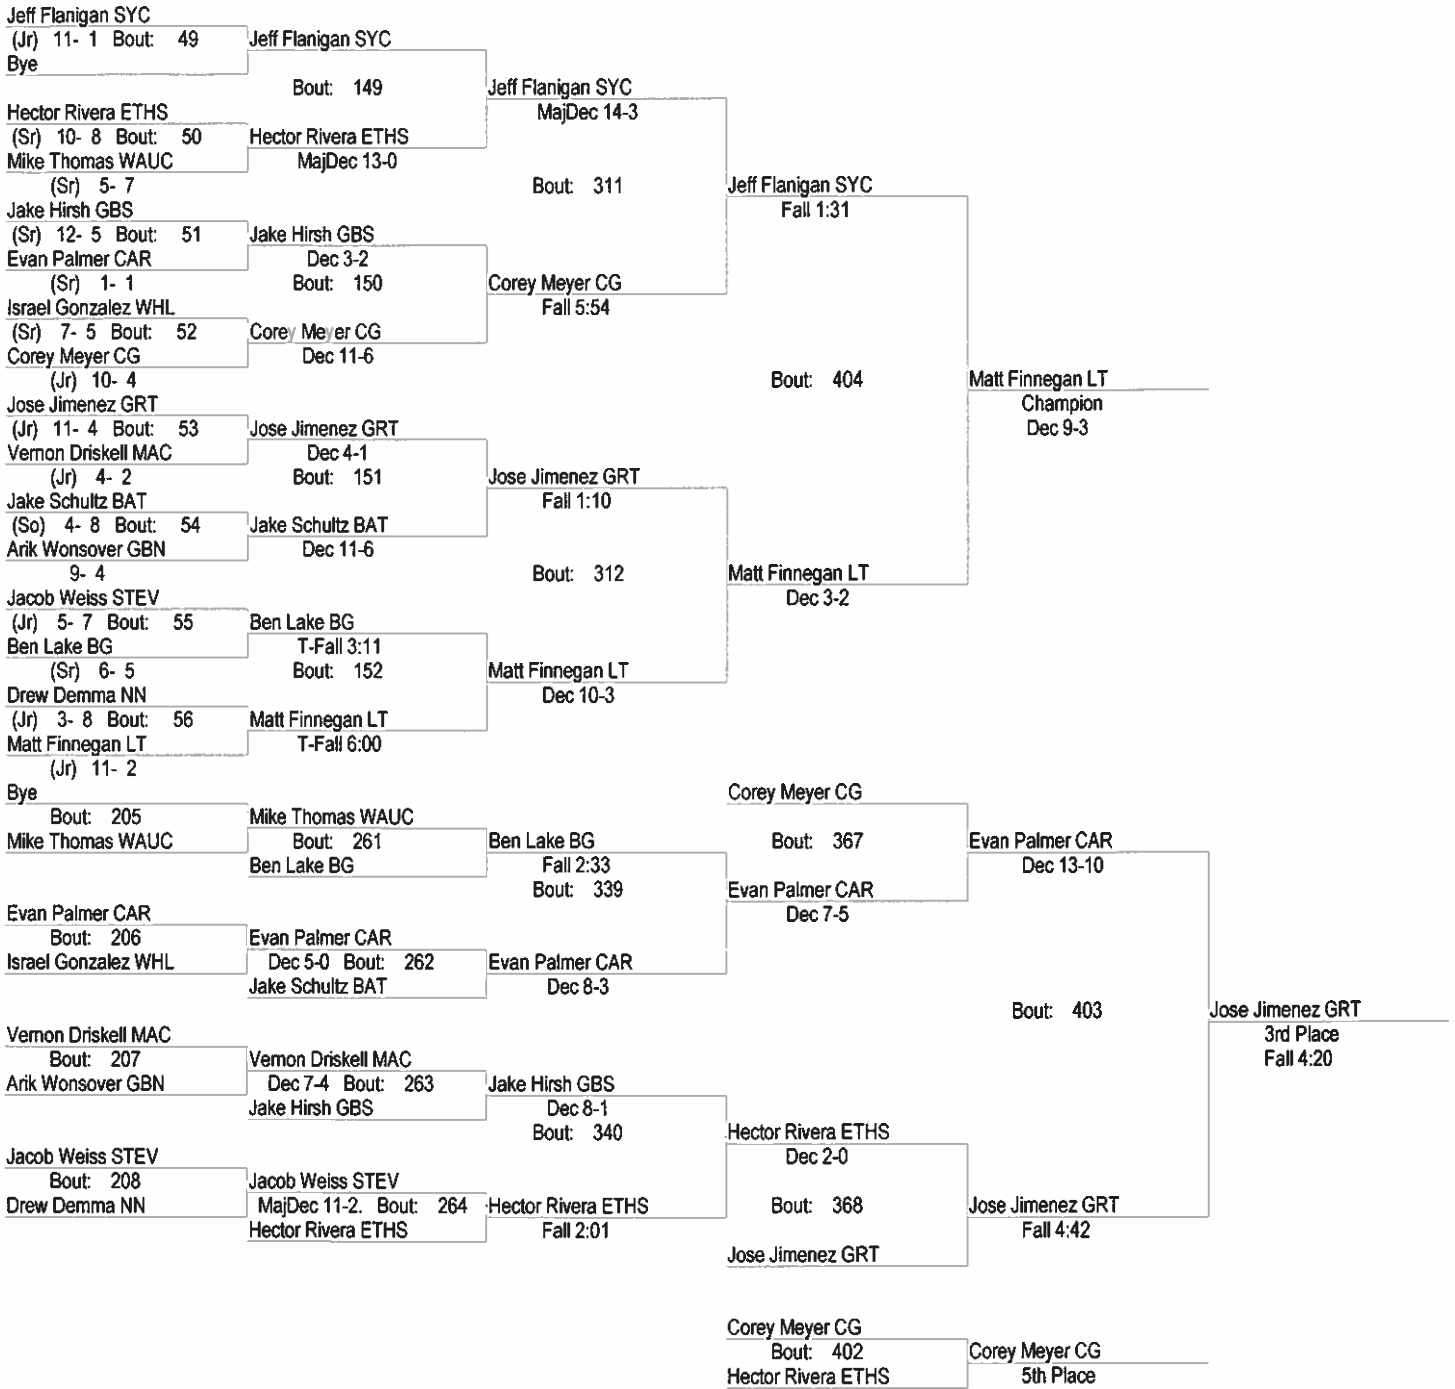 Jeff Flanigan SYC
(Jr) 11- 1 Bout: 49 Jeff Flanigan SYC
Bye
Bout: 149 Jeff Flanigan SYC
Hector Rivera ETHS MajDec 14-3
(Sr) 10- 8 Bout: 50 Hector Rivera ETHS
Mike Thomas WAUC MajDec 13-0
(Sr) 5- 7 Bout: 311 Jeff Flanigan SYC
Jake Hirsh GBS Fall 1:31
(Sr) 12- 5 Bout: 51 Jake Hirsh GBS
Evan Palmer CAR Dec 3-2
(Sr) 1- 1 Bout: 150 Corey Meyer CG
Israel Gonzalez WHL Fall 5:54
(Sr) 7- 5 Bout: 52 Corey Meyer CG
Corey Meyer CG Dec 11-6
(Jr) 10- 4 Bout: 404 Matt Finnegan LT
Jose Jimenez GRT Champion
(Jr) 11- 4 Bout: 53 Jose Jimenez GRT Dec 9-3
Vernon Driskell MAC Dec 4-1
(Jr) 4- 2 Bout: 151 Jose Jimenez GRT
Jake Schultz BAT Fall 1:10
(So) 4- 8 Bout: 54 Jake Schultz BAT
Arik Wonsover GBN Dec 11-6
9- 4 Bout: 312 Matt Finnegan LT
Jacob Weiss STEV Dec 3-2
(Jr) 5- 7 Bout: 55 Ben Lake BG
Ben Lake BG T-Fall 3:11
(Sr) 6- 5 Bout: 152 Matt Finnegan LT
Drew Demma NN Dec 10-3
(Jr) 3- 8 Bout: 56 Matt Finnegan LT
Matt Finnegan LT T-Fall 6:00
(Jr) 11- 2
Bye Corey Meyer CG
Bout: 205 Mike Thomas WAUC
Mike Thomas WAUC Bout: 261 Ben Lake BG Bout: 367 Evan Palmer CAR
Ben Lake BG Fall 2:33 Dec 13-10
Bout: 339 Evan Palmer CAR
Evan Palmer CAR Dec 7-5
Bout: 206 Evan Palmer CAR
Israel Gonzalez WHL Dec 5-0 Bout: 262 Evan Palmer CAR
Jake Schultz BAT Dec 8-3
Bout: 403 Jose Jimenez GRT
Vernon Driskell MAC 3rd Place
Bout: 207 Vernon Driskell MAC Fall 4:20
Arik Wonsover GBN Dec 7-4 Bout: 263 Jake Hirsh GBS
Jake Hirsh GBS Dec 8-1
Bout: 340 Hector Rivera ETHS
Jacob Weiss STEV Dec 2-0
Bout: 208 Jacob Weiss STEV
Drew Demma NN MajDec 11-2. Bout: 264 Hector Rivera ETHS Bout: 368 Jose Jimenez GRT
Hector Rivera ETHS Fall 2:01 Fall 4:42
Jose Jimenez GRT
Corey Meyer CG
Bout: 402 Corey Meyer CG
Hector Rivera ETHS 5th Place